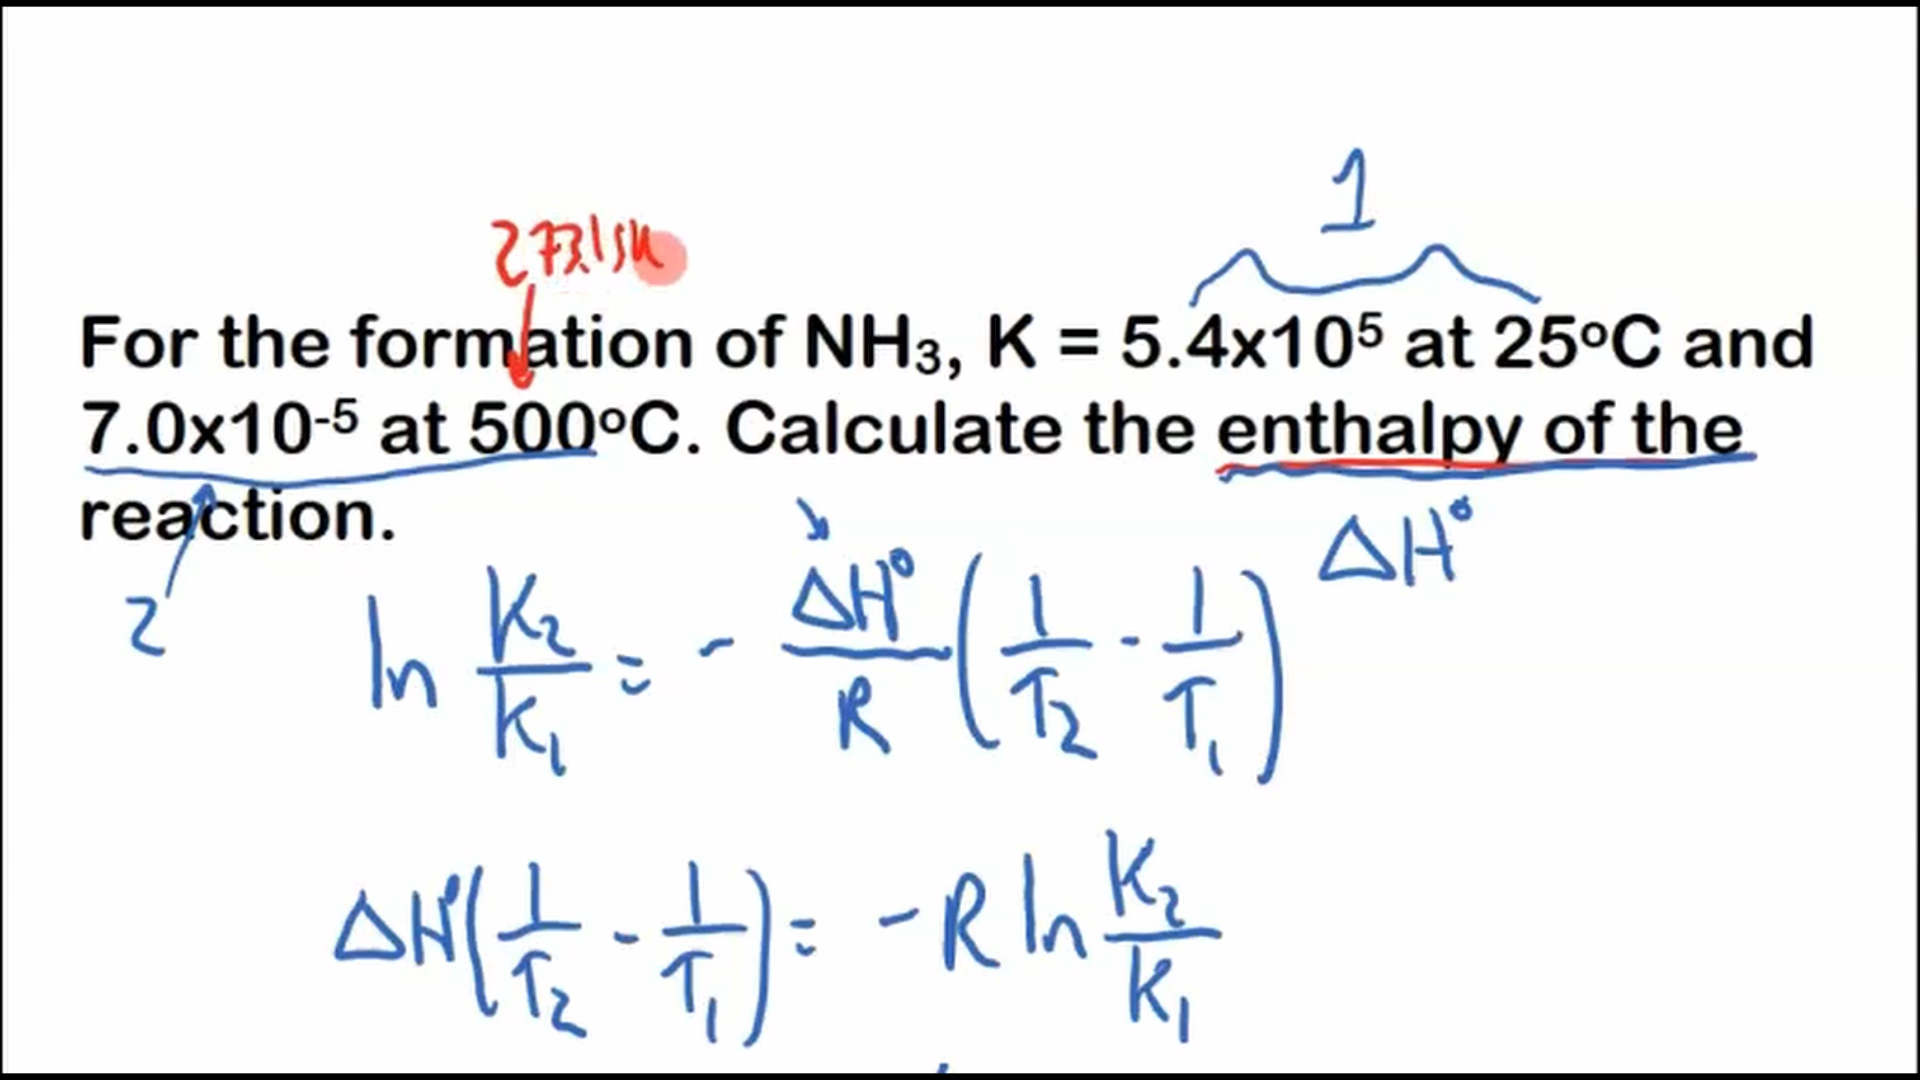 1
273.15K
For the formation of NH₃, K = 5.4x10⁵ at 25°C and
7.0x10⁻⁵ at 500°C. Calculate the enthalpy of the
reaction.
ΔH°
2
ln K₂/K₁ = - ΔH°/R (1/T₂ - 1/T₁)
ΔH°(1/T₂ - 1/T₁) = -R ln K₂/K₁